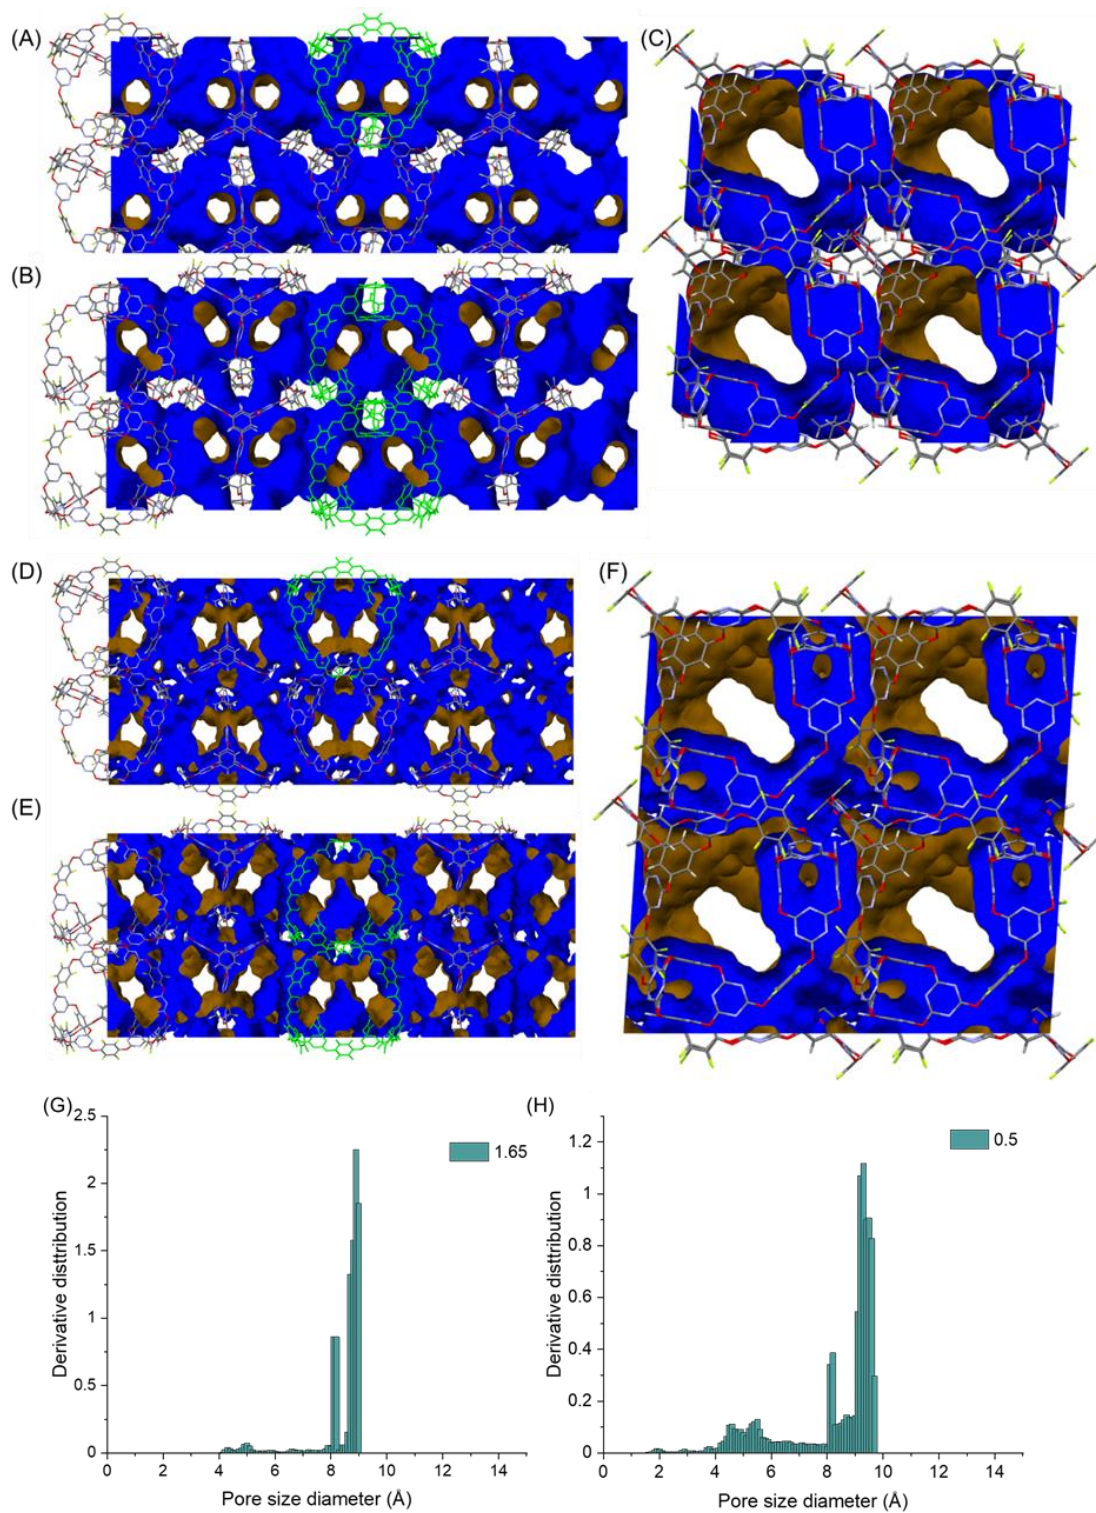 (A)
(B)
(C)
(D)
(E)
(F)
(G)
2.5
2
1.5
1
0.5
0
Derivative disttribution
1.65
0 2 4 6 8 10 12 14
Pore size diameter (Å)
(H)
1.2
1
0.8
0.6
0.4
0.2
0
Derivative disttribution
0.5
0 2 4 6 8 10 12 14
Pore size diameter (Å)